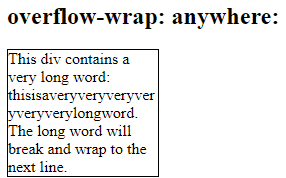 overflow-wrap: anywhere:
This div contains a
very long word:
thisisaveryveryveryver
yveryverylongword.
The long word will
break and wrap to the
next line.